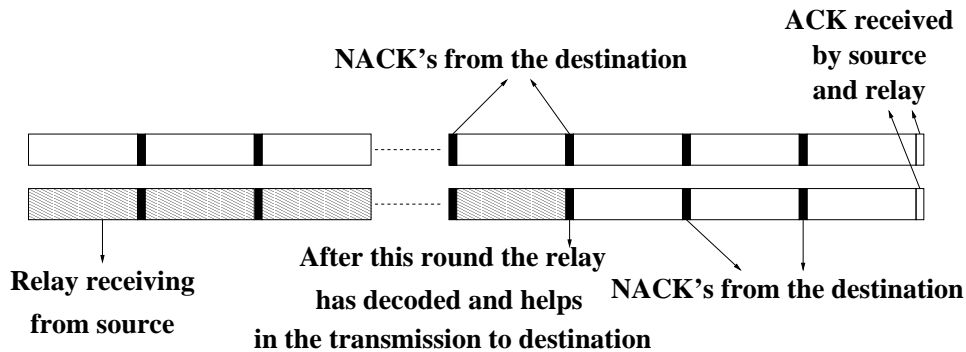 NACK's from the destination
ACK received
by source
and relay
Relay receiving
from source
After this round the relay
has decoded and helps
in the transmission to destination
NACK's from the destination